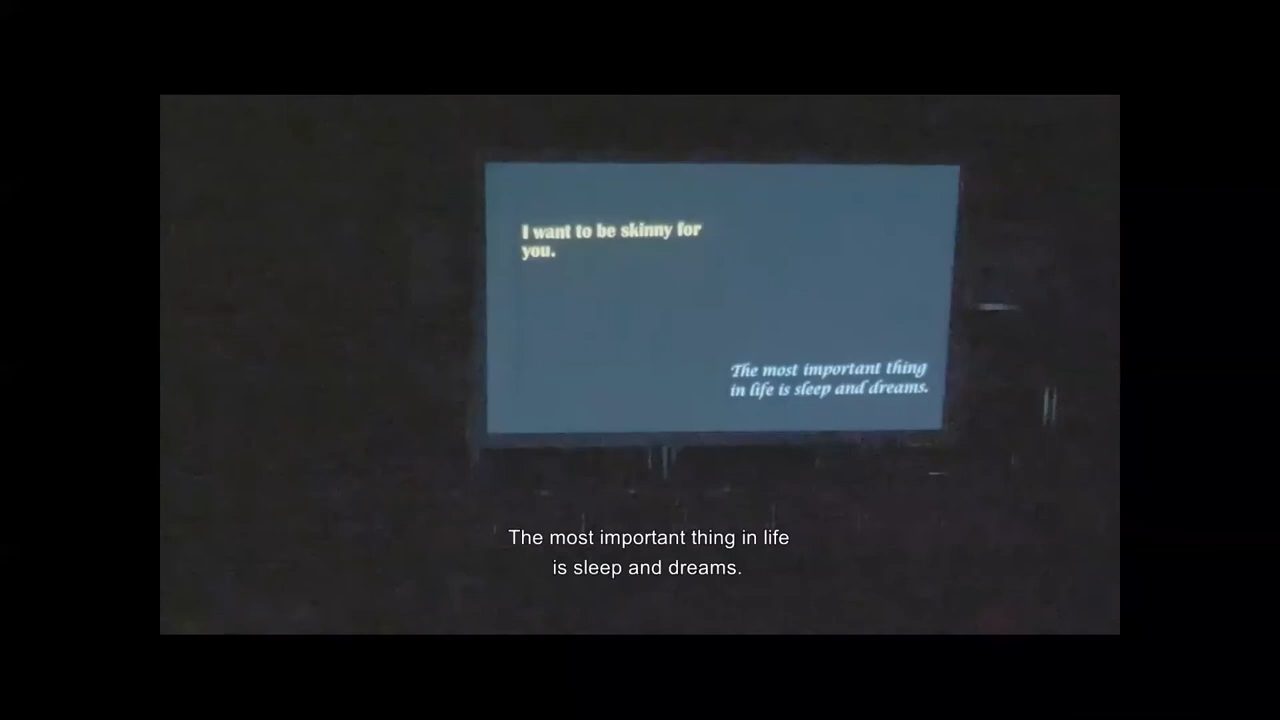 I want to be skinny for
you.
The most important thing
in life is sleep and dreams.
The most important thing in life
is sleep and dreams.